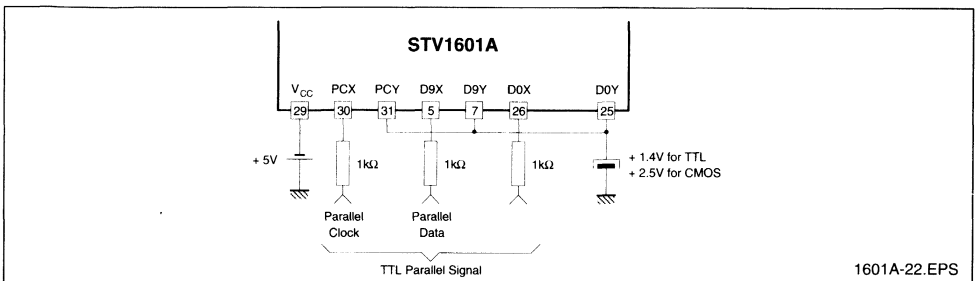 STV1601A
V_CC PCX PCY D9X D9Y D0X D0Y
29 30 31 5 7 26 25
+ 5V 1kΩ 1kΩ 1kΩ + 1.4V for TTL
+ 2.5V for CMOS
Parallel Parallel
Clock Data
TTL Parallel Signal
1601A-22.EPS